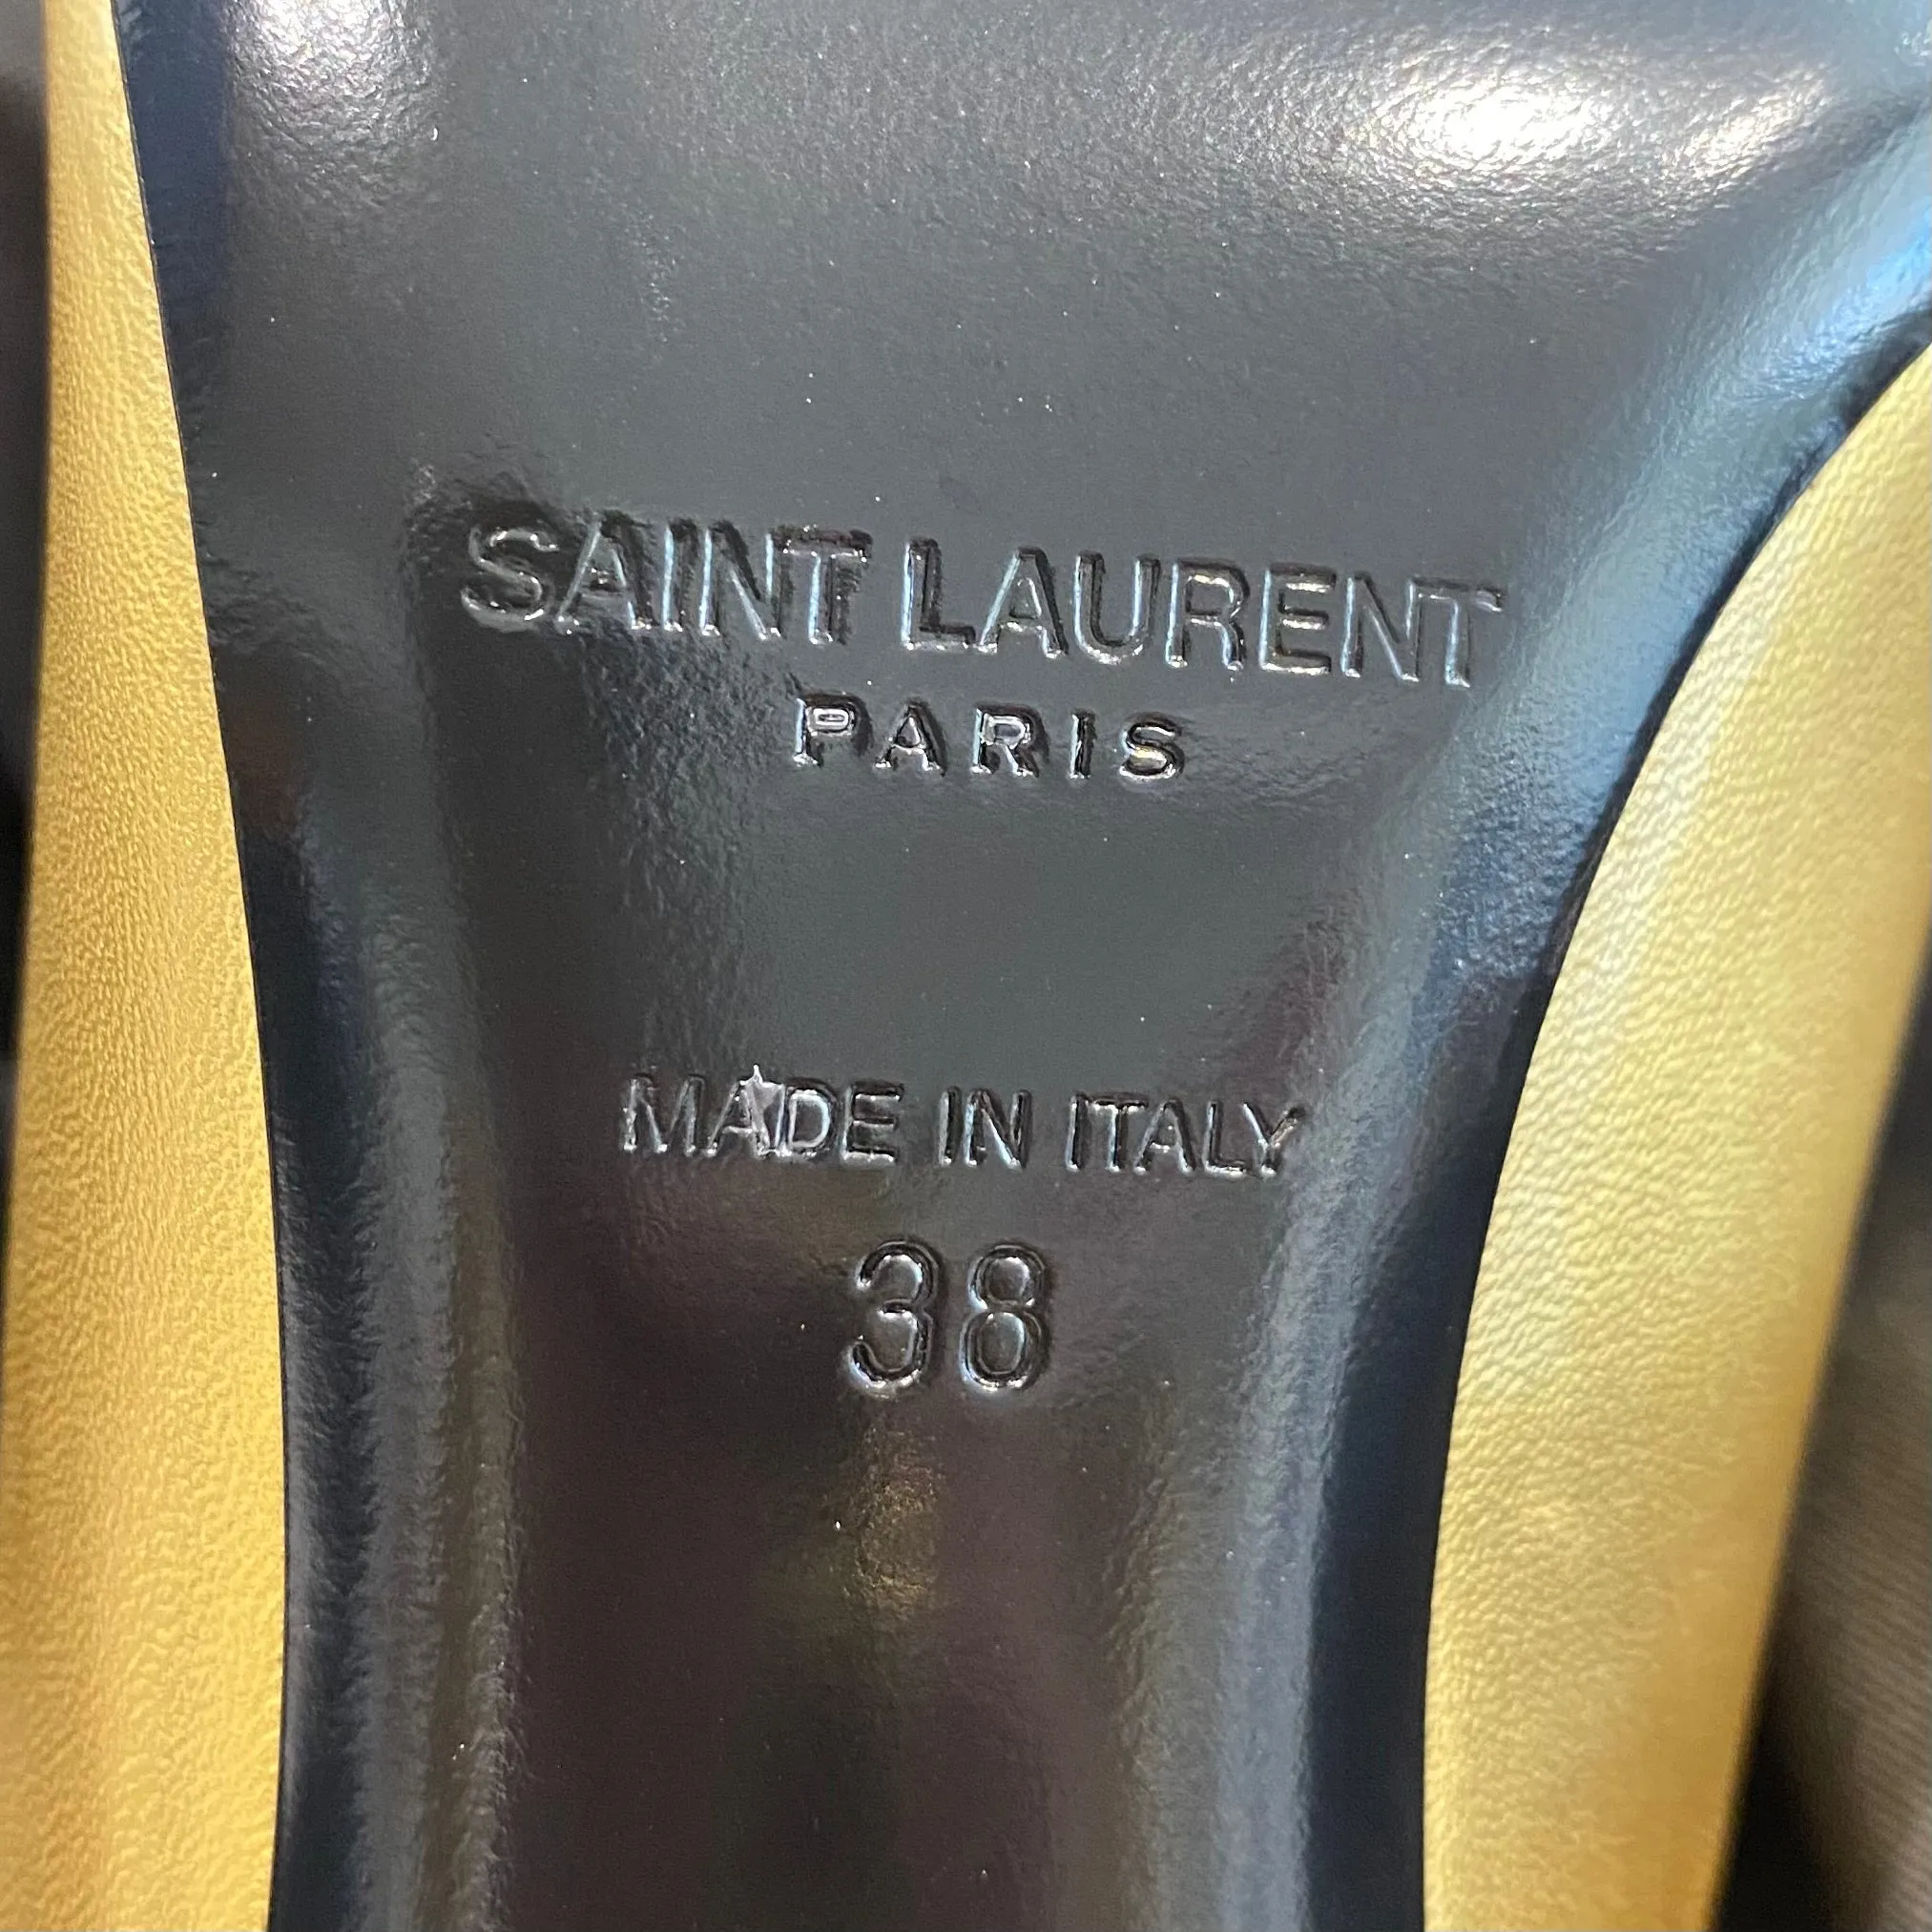 SAINT LAURENT
PARIS
MADE IN ITALY
38